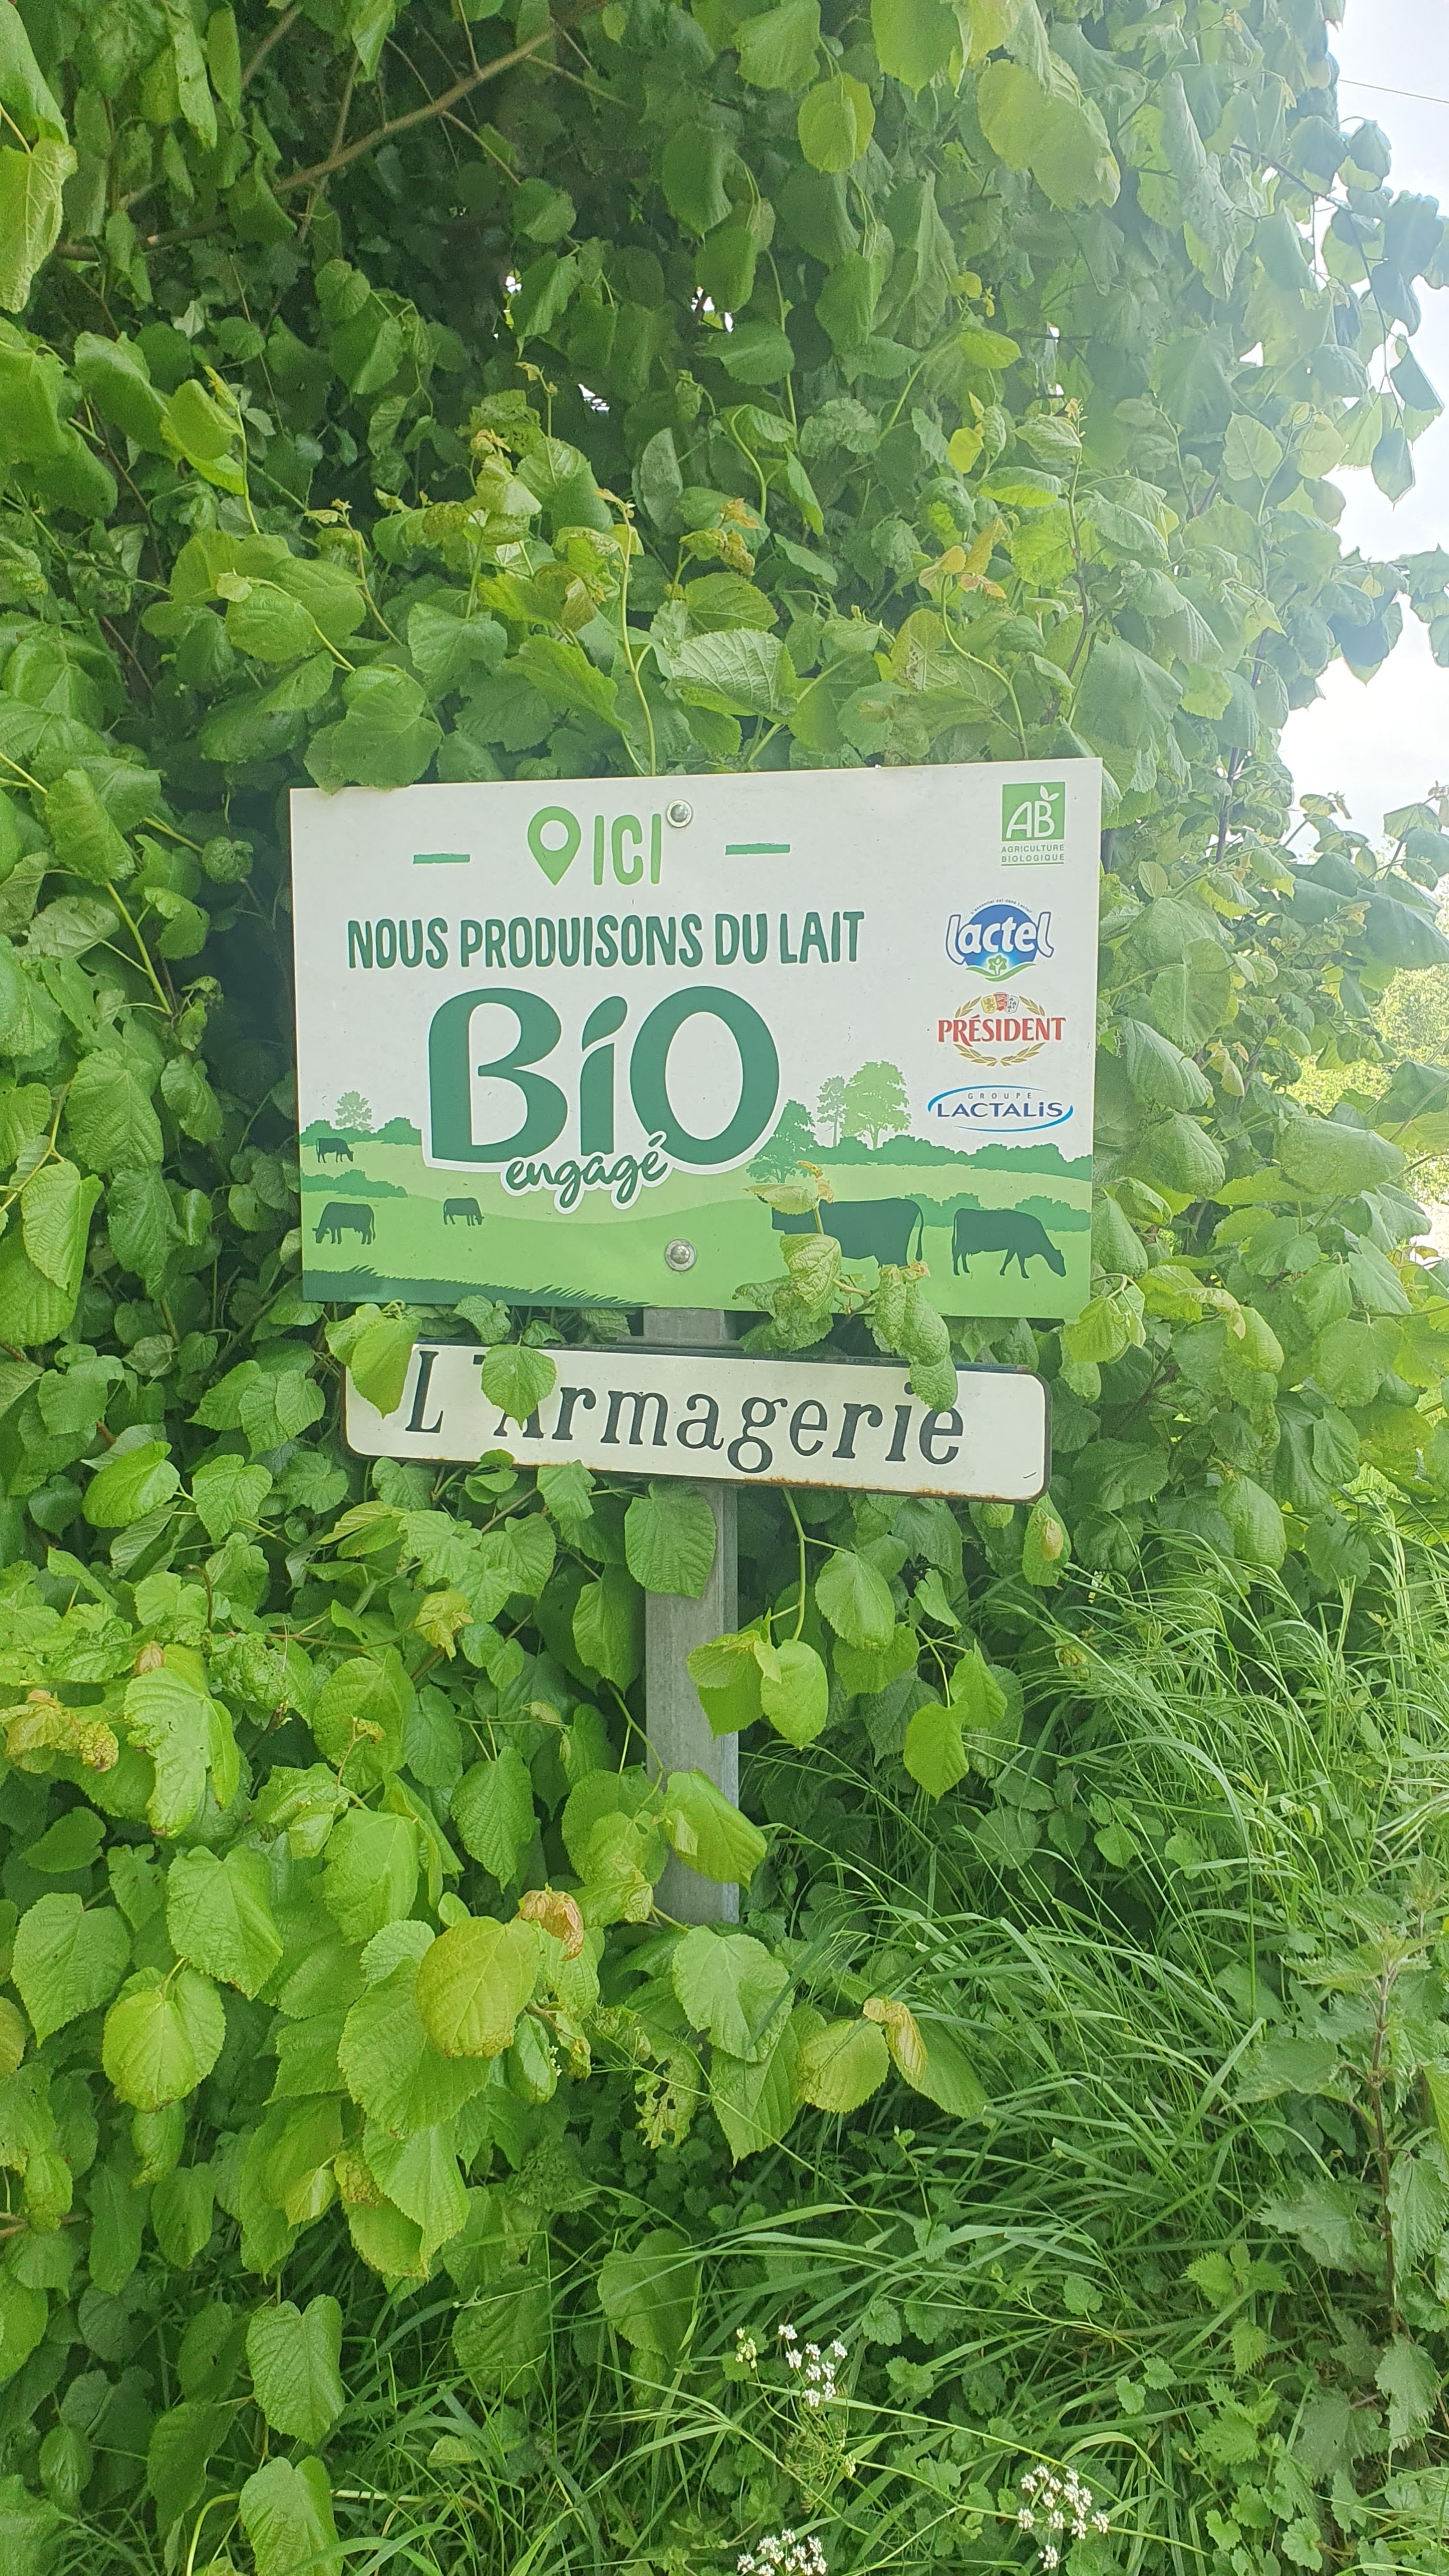 ICI
NOUS PRODUISONS DU LAIT
BiO
engagé
AB
AGRICULTURE
BIOLOGIQUE
lactel
PRÉSIDENT
GROUPE
LACTALiS
L'Armagerie